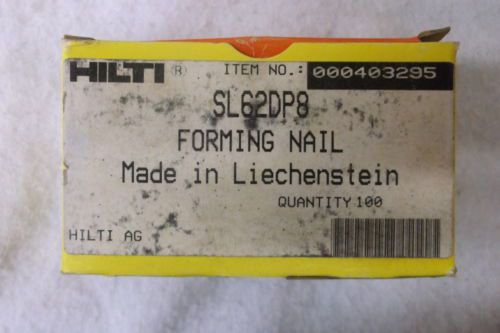 HILTI ® ITEM NO.: 000403295
SL62DP8
FORMING NAIL
Made in Liechenstein
QUANTITY 100
HILTI AG